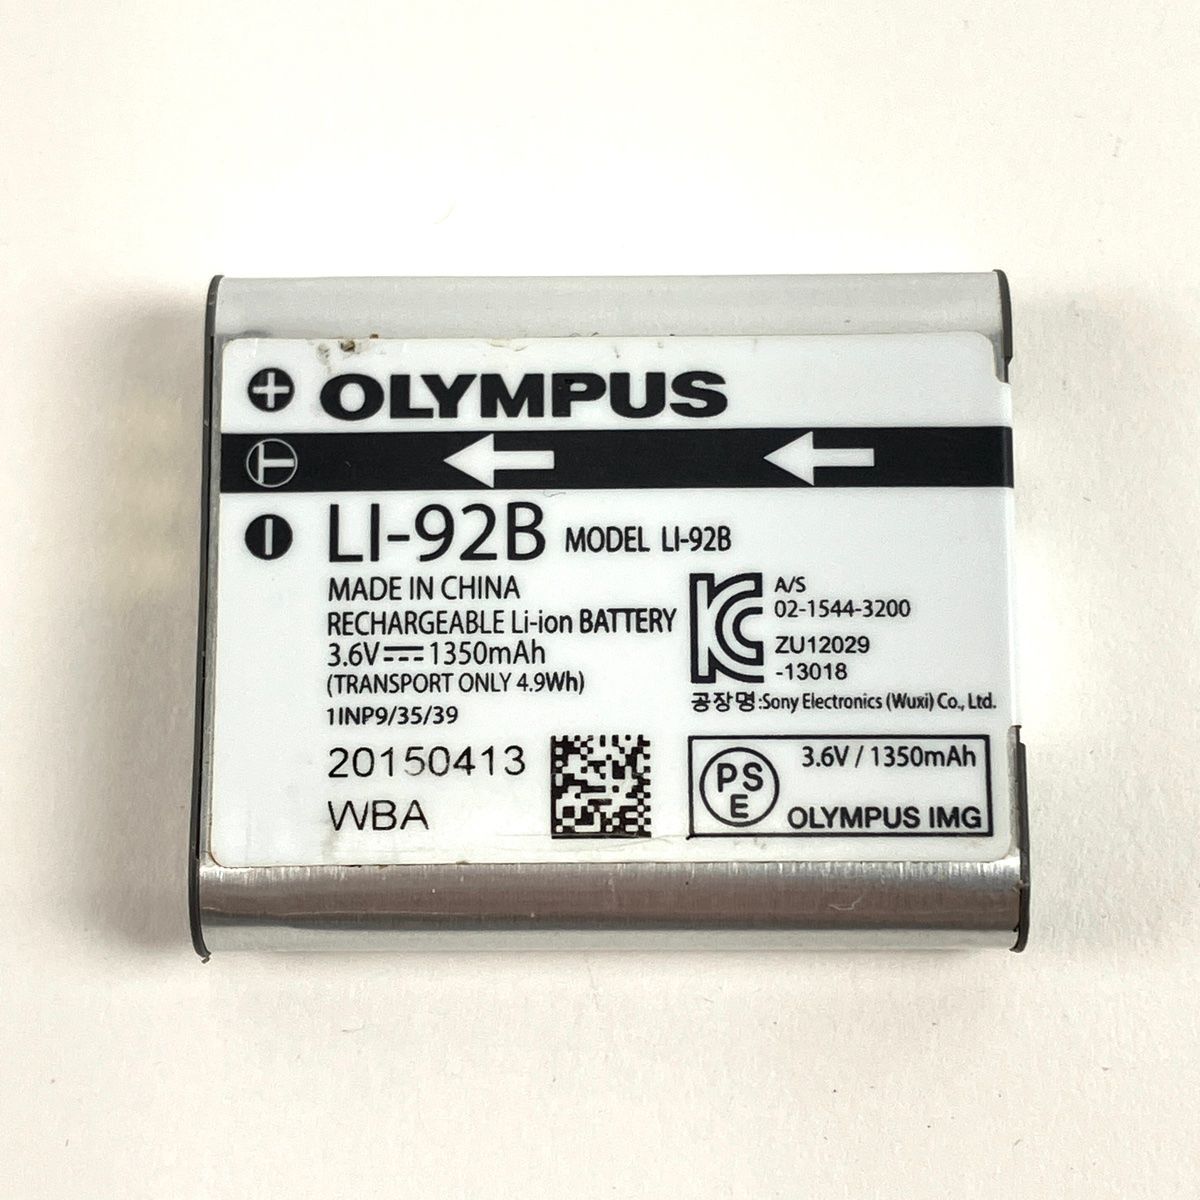 OLYMPUS
LI-92B MODEL LI-92B
MADE IN CHINA
RECHARGEABLE Li-ion BATTERY
3.6V⎓1350mAh
(TRANSPORT ONLY 4.9Wh)
1INP9/35/39
20150413
WBA
A/S
02-1544-3200
ZU12029
-13018
공장명:Sony Electronics (Wuxi) Co., Ltd.
PS
E
3.6V / 1350mAh
OLYMPUS IMG